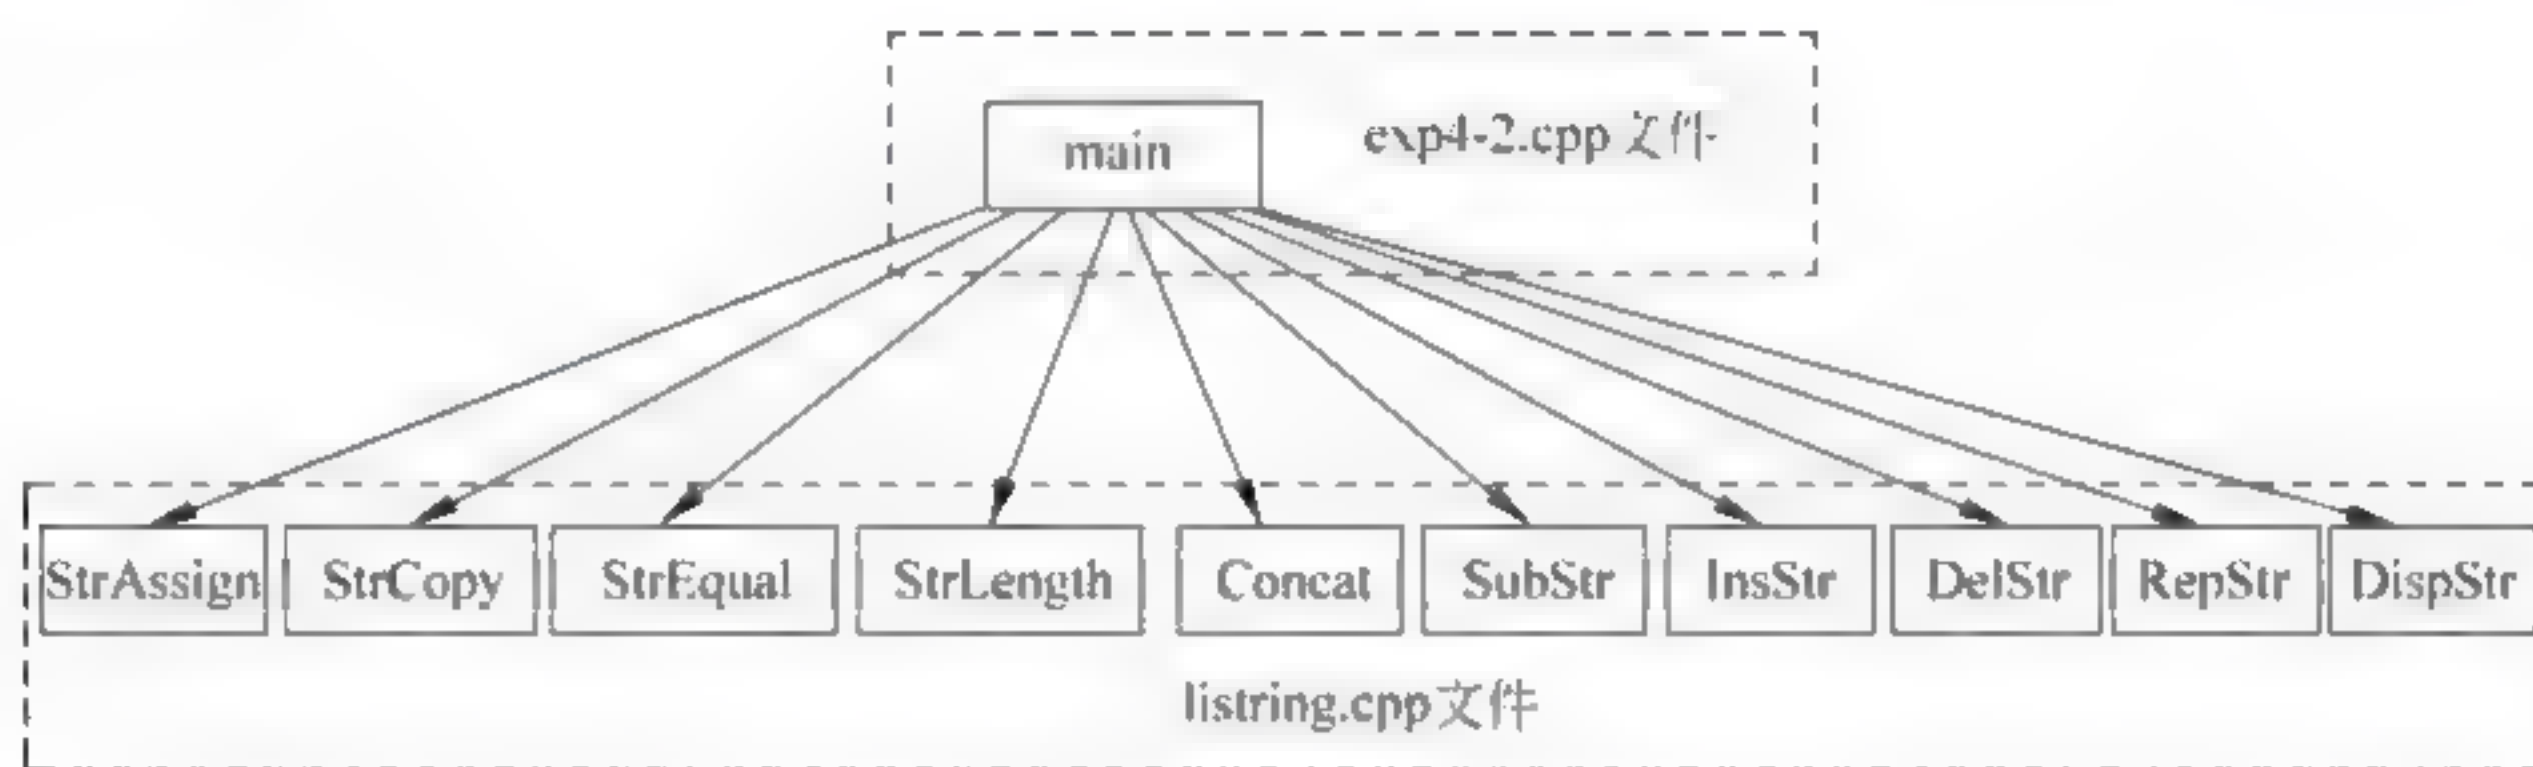 main
exp4-2.cpp 文件
StrAssign
StrCopy
StrEqual
StrLength
Concat
SubStr
InsStr
DelStr
RepStr
DispStr
listring.cpp文件